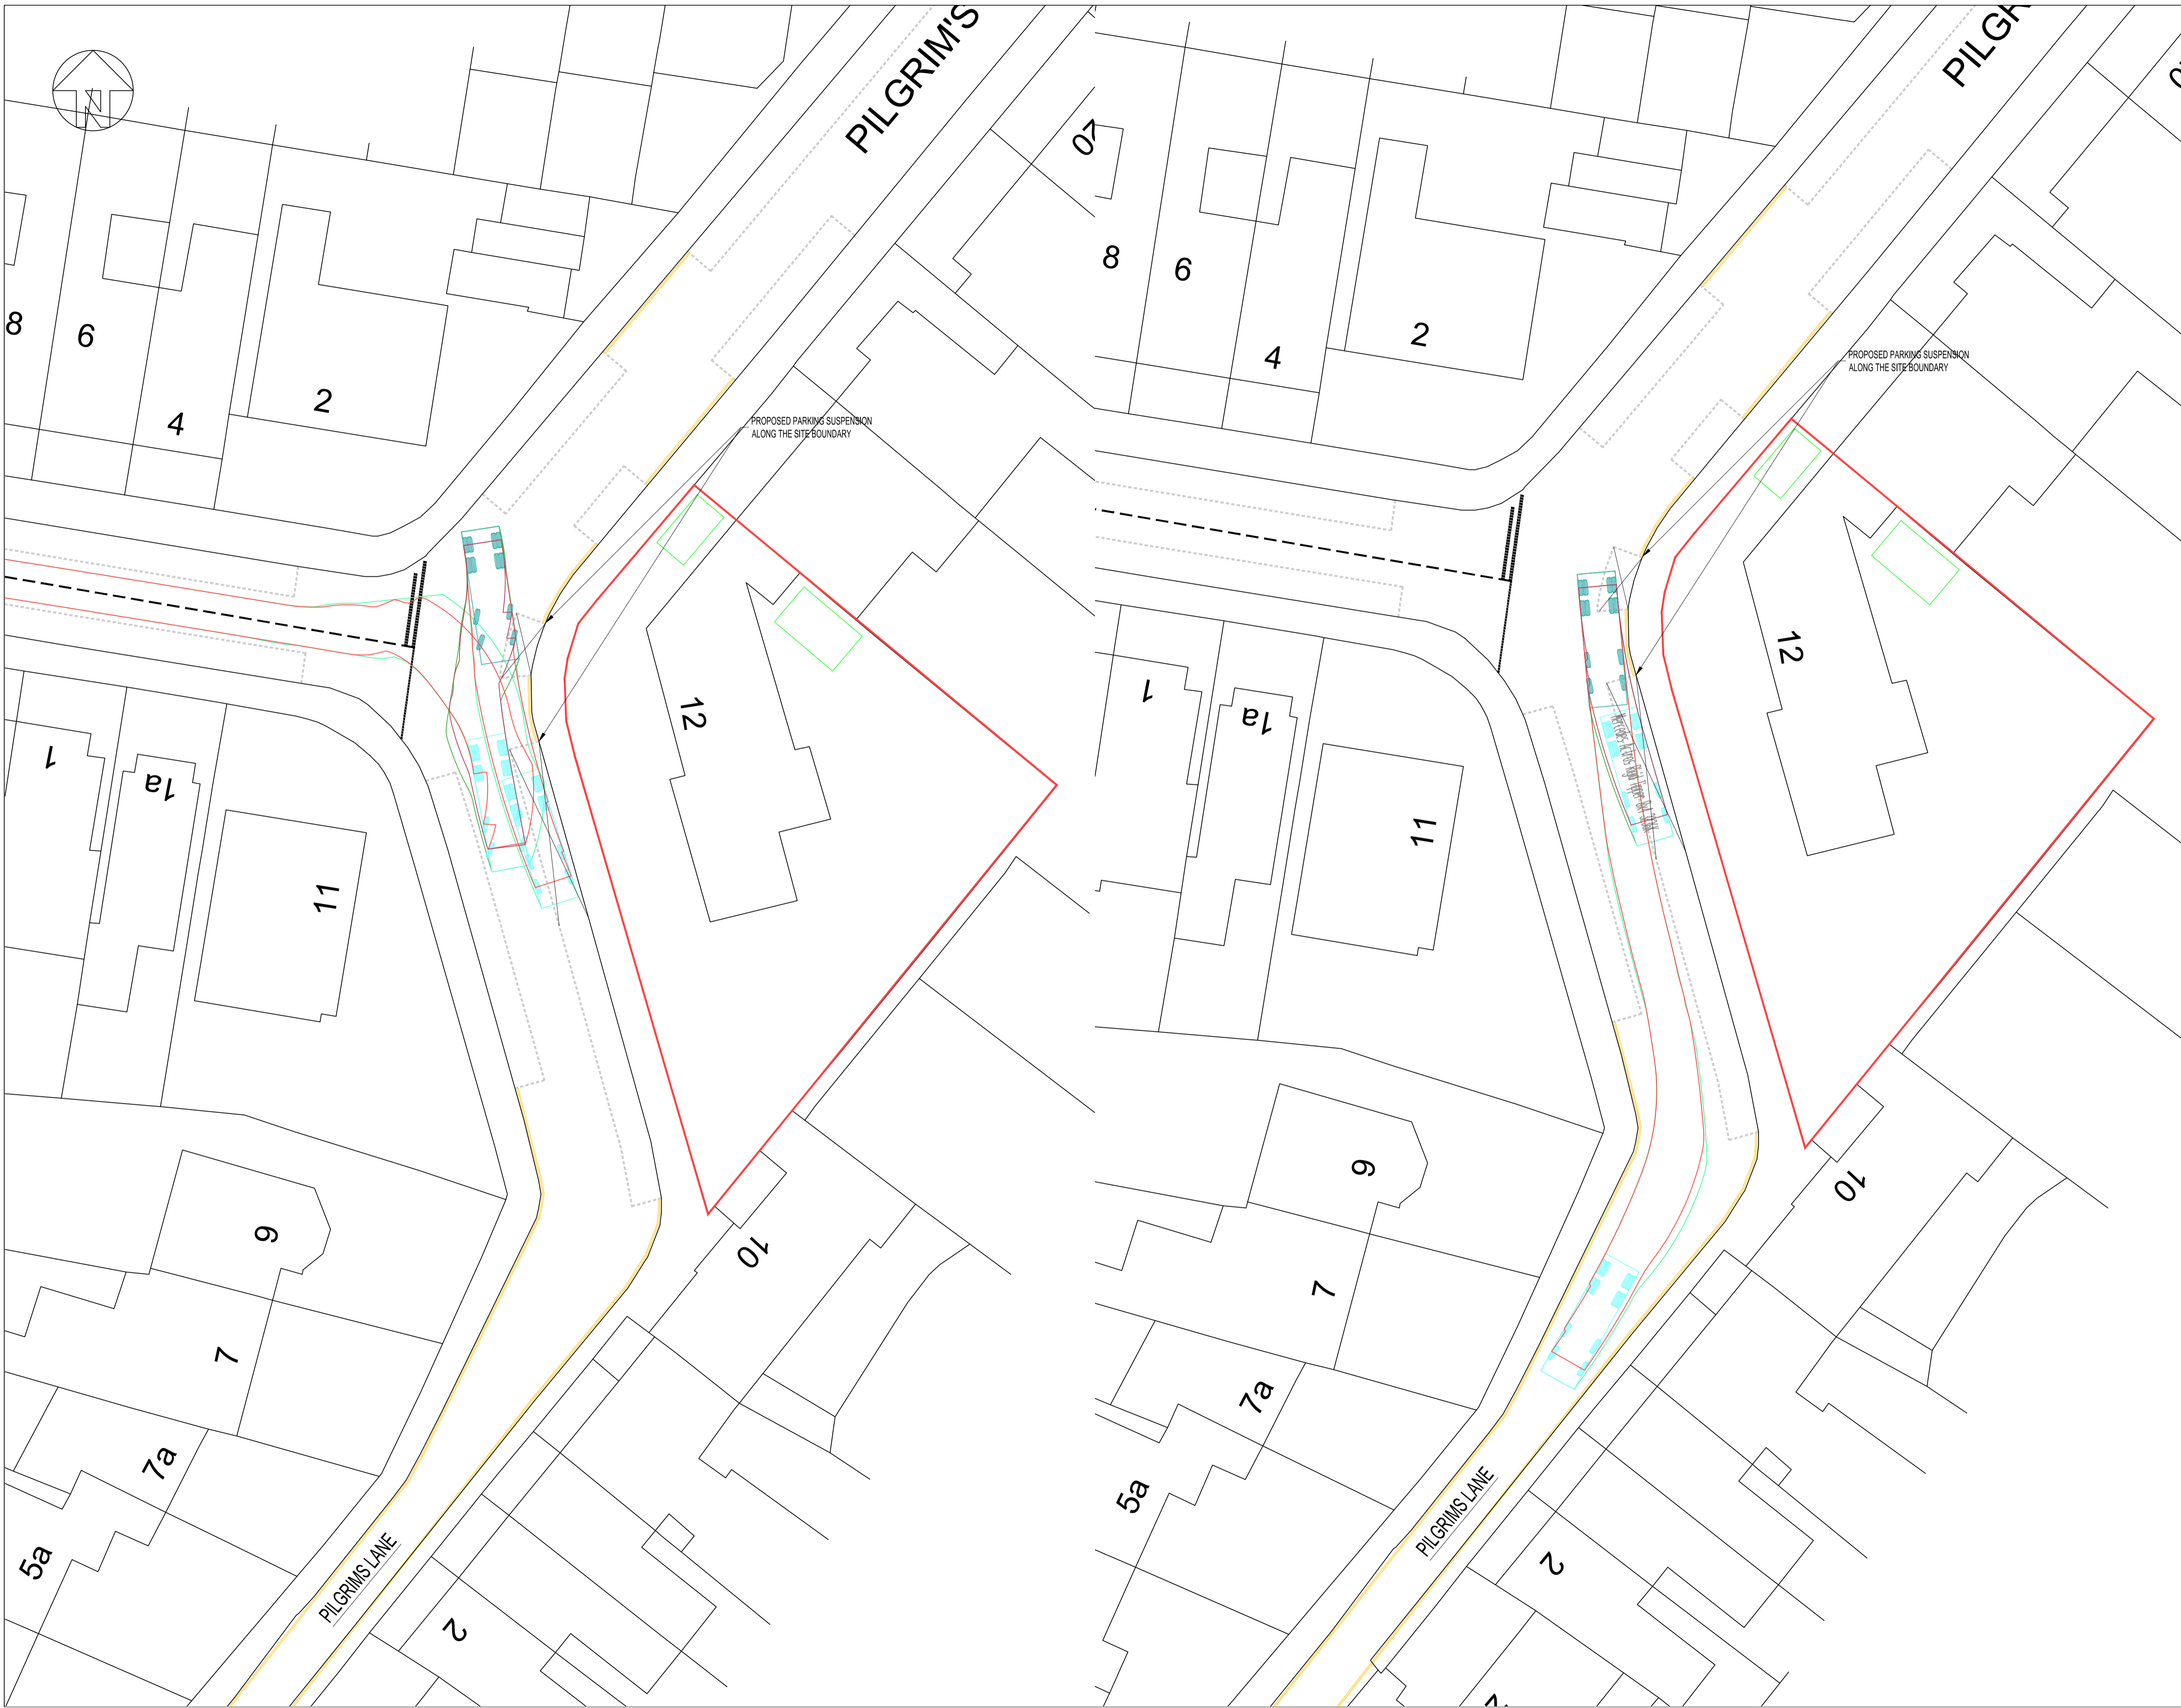 N
PILGRIM'S
8
6
4
2
PROPOSED PARKING SUSPENSION
ALONG THE SITE BOUNDARY
12
1
1a
11
9
10
7
7a
5a
PILGRIMS LANE
2
PILGR
20
8
6
4
2
PROPOSED PARKING SUSPENSION
ALONG THE SITE BOUNDARY
12
1
1a
11
9
10
7
7a
5a
PILGRIMS LANE
2